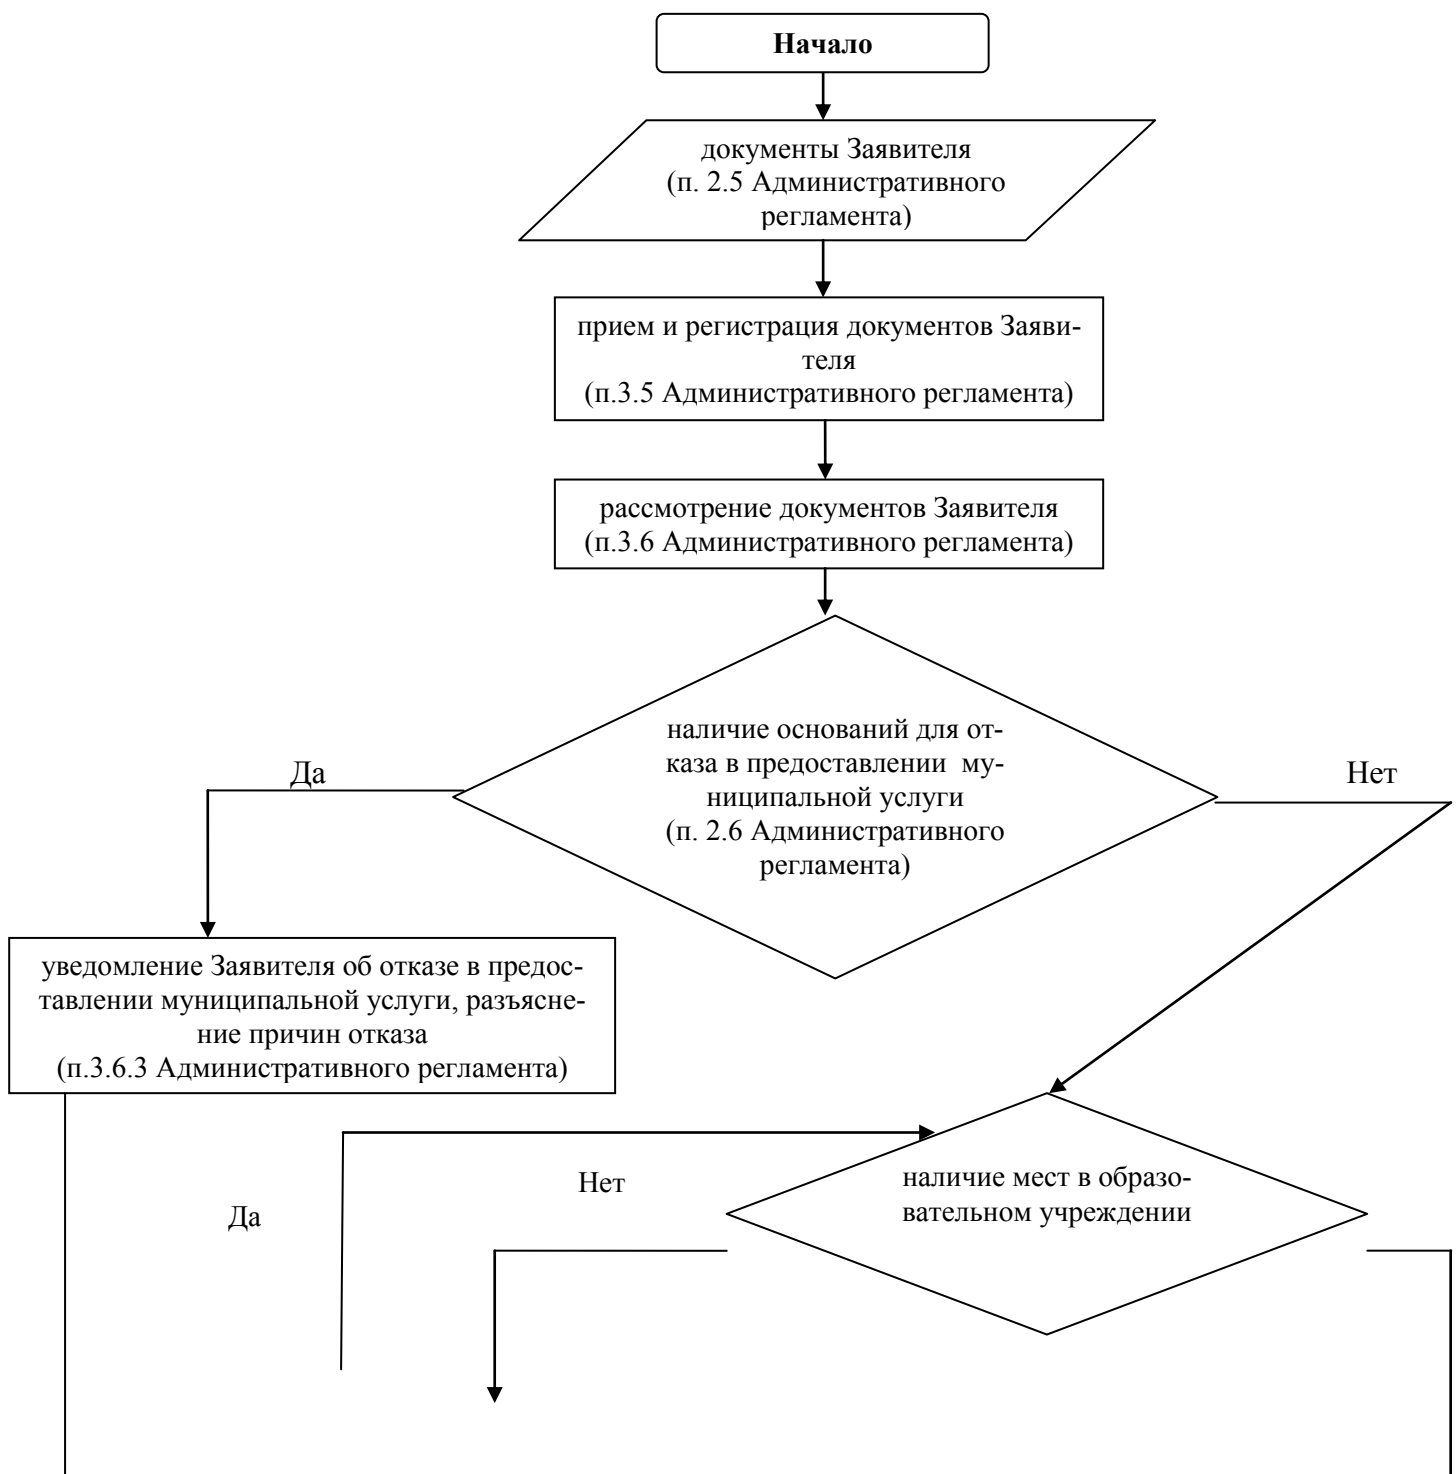 Начало
документы Заявителя
(п. 2.5 Административного
регламента)
прием и регистрация документов Заяви-
теля
(п.3.5 Административного регламента)
рассмотрение документов Заявителя
(п.3.6 Административного регламента)
наличие оснований для от-
каза в предоставлении му-
ниципальной услуги
(п. 2.6 Административного
регламента)
Да
Нет
уведомление Заявителя об отказе в предос-
тавлении муниципальной услуги, разъясне-
ние причин отказа
(п.3.6.3 Административного регламента)
наличие мест в образо-
вательном учреждении
Нет
Да